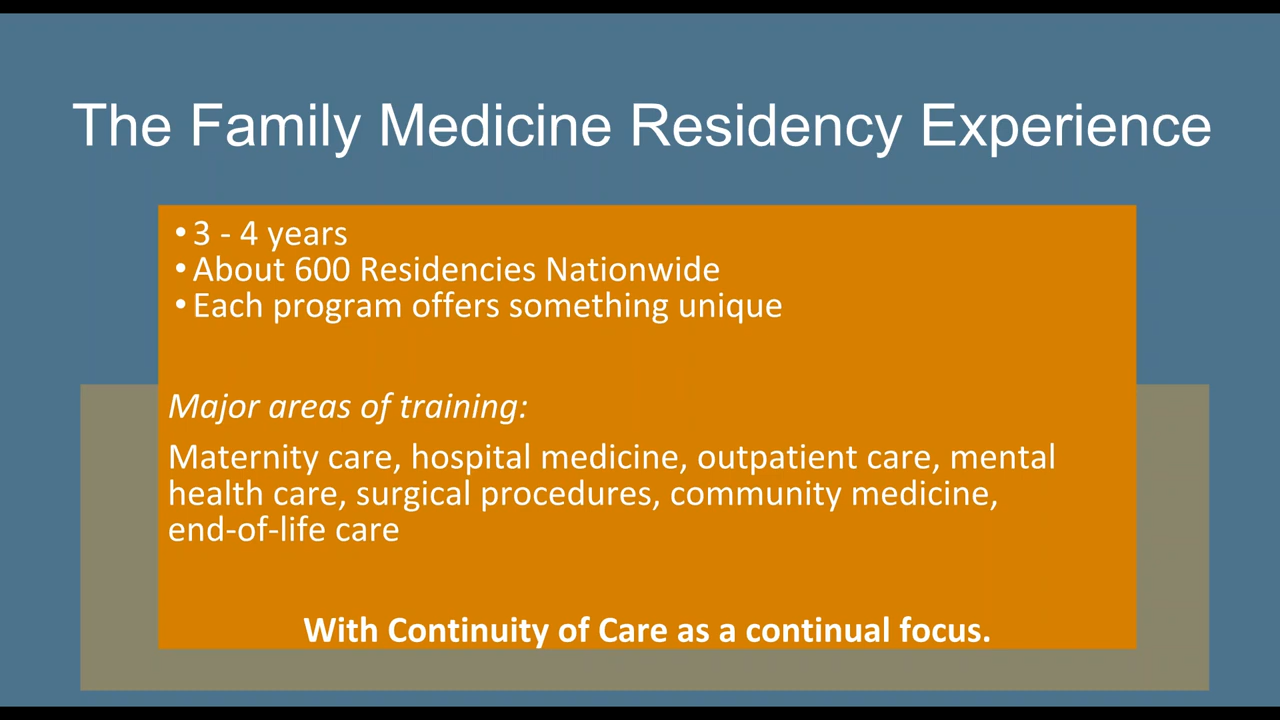 The Family Medicine Residency Experience
•3 - 4 years
•About 600 Residencies Nationwide
•Each program offers something unique
Major areas of training:
Maternity care, hospital medicine, outpatient care, mental
health care, surgical procedures, community medicine,
end-of-life care
With Continuity of Care as a continual focus.